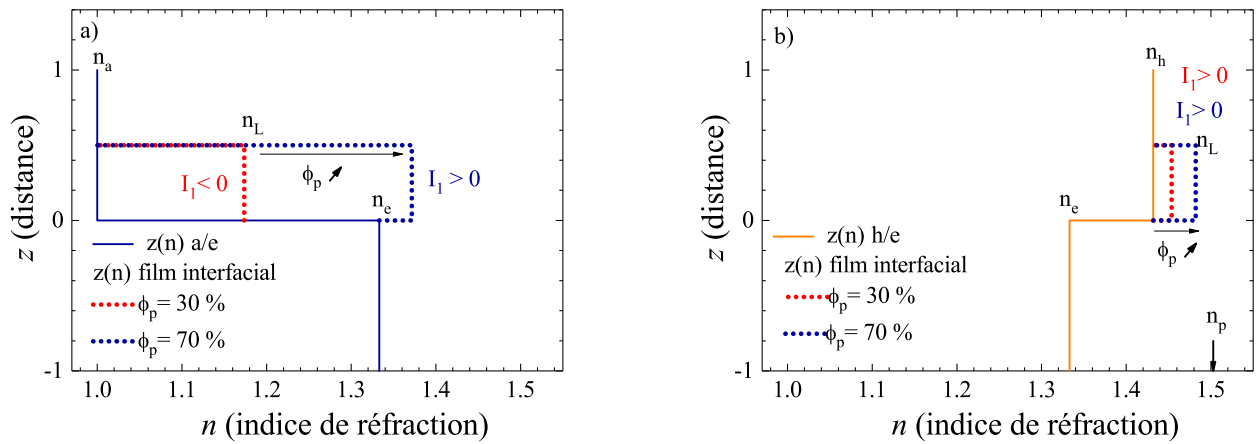 a)
n_a
1
n_L
ϕ_p ↗
I_1 < 0
I_1 > 0
n_e
0
z (distance)
z(n) a/e
z(n) film interfacial
ϕ_p = 30 %
ϕ_p = 70 %
-1
1.0 1.1 1.2 1.3 1.4 1.5
n (indice de réfraction)
b)
n_h
1
I_1 > 0
I_1 > 0
n_L
n_e
0
z (distance)
ϕ_p ↗
z(n) h/e
z(n) film interfacial
ϕ_p = 30 %
ϕ_p = 70 %
n_p
-1
1.0 1.1 1.2 1.3 1.4 1.5
n (indice de réfraction)